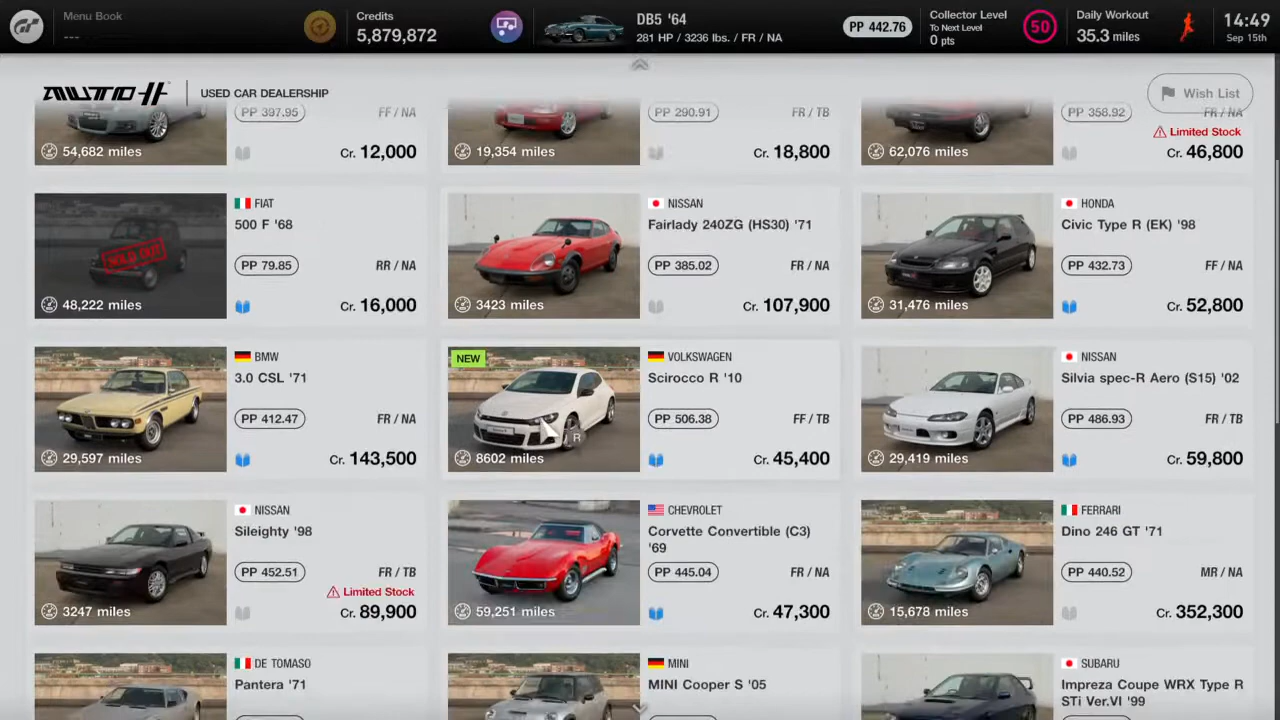 Menu Book
---
Credits
5,879,872
DB5 '64
281 HP / 3236 lbs. / FR / NA
PP 442.76
Collector Level
To Next Level
0 pts
50
Daily Workout
35.3 miles
14:49
Sep 15th
AUTO
USED CAR DEALERSHIP
Wish List
PP 397.95
FF / NA
54,682 miles
Cr. 12,000
PP 290.91
FR / TB
19,354 miles
Cr. 18,800
PP 358.92
FR / NA
Limited Stock
62,076 miles
Cr. 46,800
FIAT
500 F '68
SOLD OUT
PP 79.85
RR / NA
48,222 miles
Cr. 16,000
NISSAN
Fairlady 240ZG (HS30) '71
PP 385.02
FR / NA
3423 miles
Cr. 107,900
HONDA
Civic Type R (EK) '98
PP 432.73
FF / NA
31,476 miles
Cr. 52,800
BMW
3.0 CSL '71
PP 412.47
FR / NA
29,597 miles
Cr. 143,500
NEW
VOLKSWAGEN
Scirocco R '10
PP 506.38
FF / TB
R
8602 miles
Cr. 45,400
NISSAN
Silvia spec-R Aero (S15) '02
PP 486.93
FR / TB
29,419 miles
Cr. 59,800
NISSAN
Sileighty '98
PP 452.51
FR / TB
Limited Stock
3247 miles
Cr. 89,900
CHEVROLET
Corvette Convertible (C3)
'69
PP 445.04
FR / NA
59,251 miles
Cr. 47,300
FERRARI
Dino 246 GT '71
PP 440.52
MR / NA
15,678 miles
Cr. 352,300
DE TOMASO
Pantera '71
MINI
MINI Cooper S '05
SUBARU
Impreza Coupe WRX Type R
STi Ver.VI '99